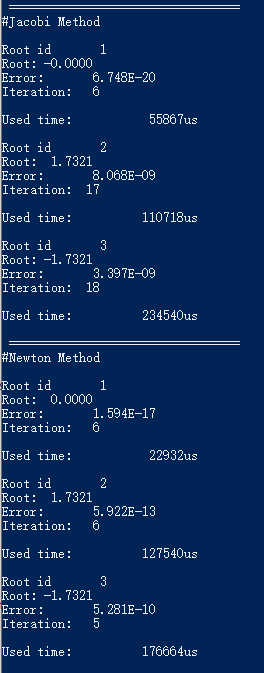 #Jacobi Method
Root id 1
Root: -0.0000
Error: 6.748E-20
Iteration: 6
Used time: 55867us
Root id 2
Root: 1.7321
Error: 8.068E-09
Iteration: 17
Used time: 110718us
Root id 3
Root: -1.7321
Error: 3.397E-09
Iteration: 18
Used time: 234540us
#Newton Method
Root id 1
Root: 0.0000
Error: 1.594E-17
Iteration: 6
Used time: 22932us
Root id 2
Root: 1.7321
Error: 5.922E-13
Iteration: 6
Used time: 127540us
Root id 3
Root: -1.7321
Error: 5.281E-10
Iteration: 5
Used time: 176664us